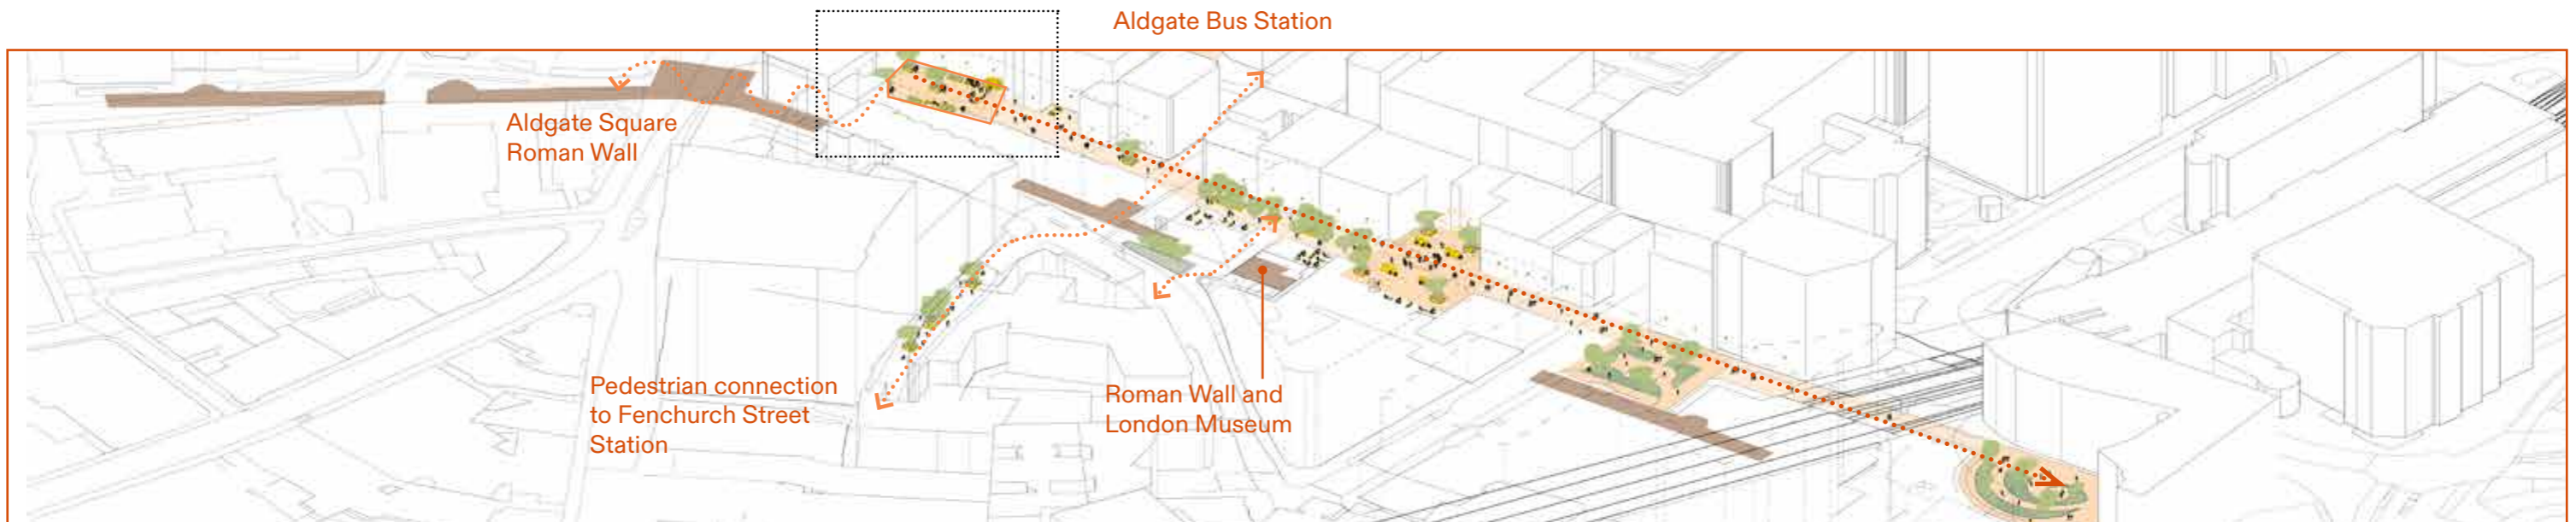 Aldgate Bus Station
Aldgate Square
Roman Wall
Pedestrian connection
to Fenchurch Street
Station
Roman Wall and
London Museum